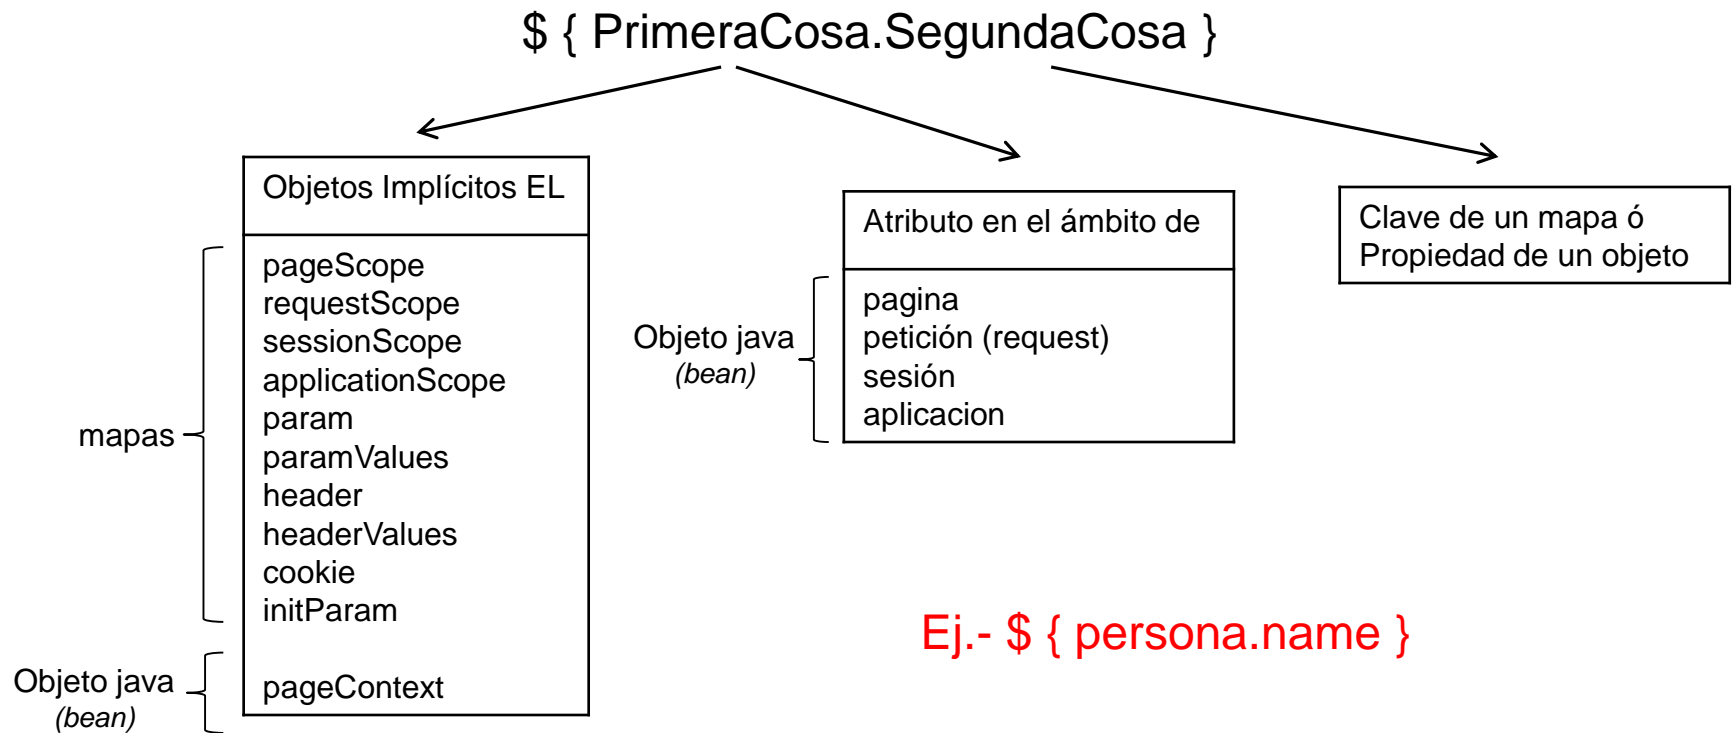 $ { PrimeraCosa.SegundaCosa }
Objetos Implícitos EL
mapas
pageScope
requestScope
sessionScope
applicationScope
param
paramValues
header
headerValues
cookie
initParam
Objeto java
(bean)
pageContext
Atributo en el ámbito de
Objeto java
(bean)
pagina
petición (request)
sesión
aplicacion
Clave de un mapa ó
Propiedad de un objeto
Ej.- $ { persona.name }